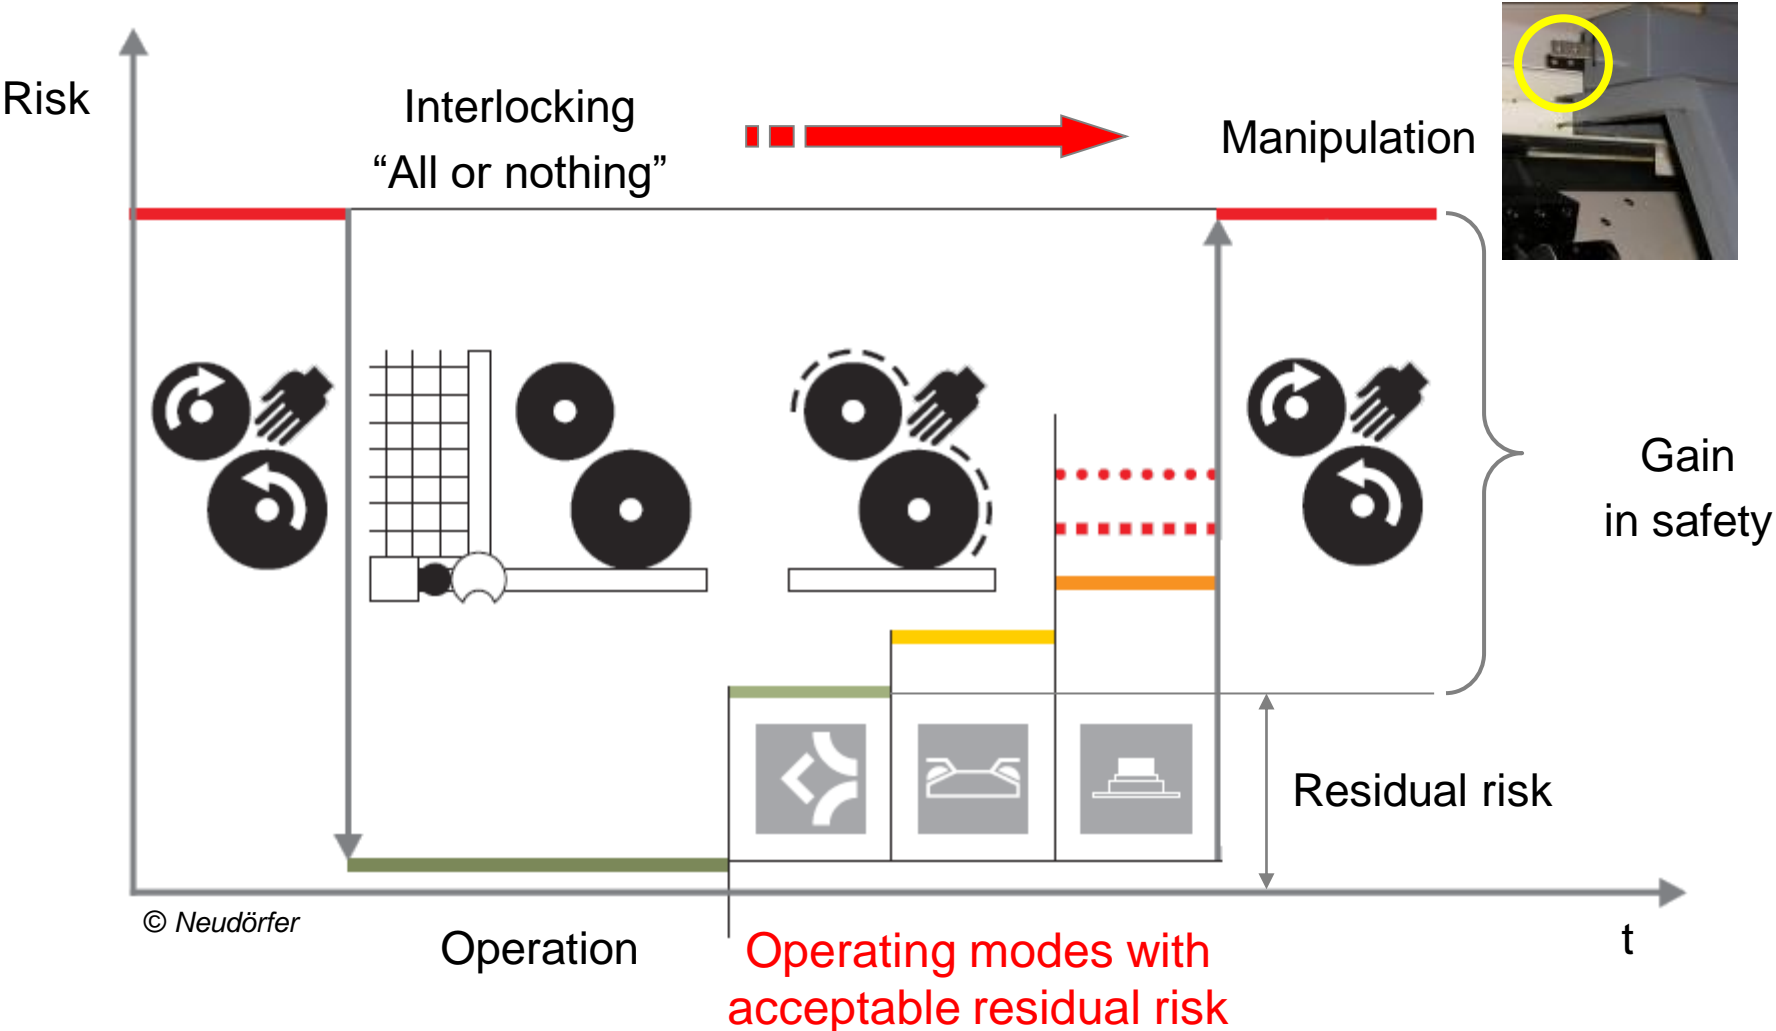 Risk
Interlocking
“All or nothing”
Manipulation
Gain
in safety
Residual risk
© Neudörfer
Operation
Operating modes with
acceptable residual risk
t